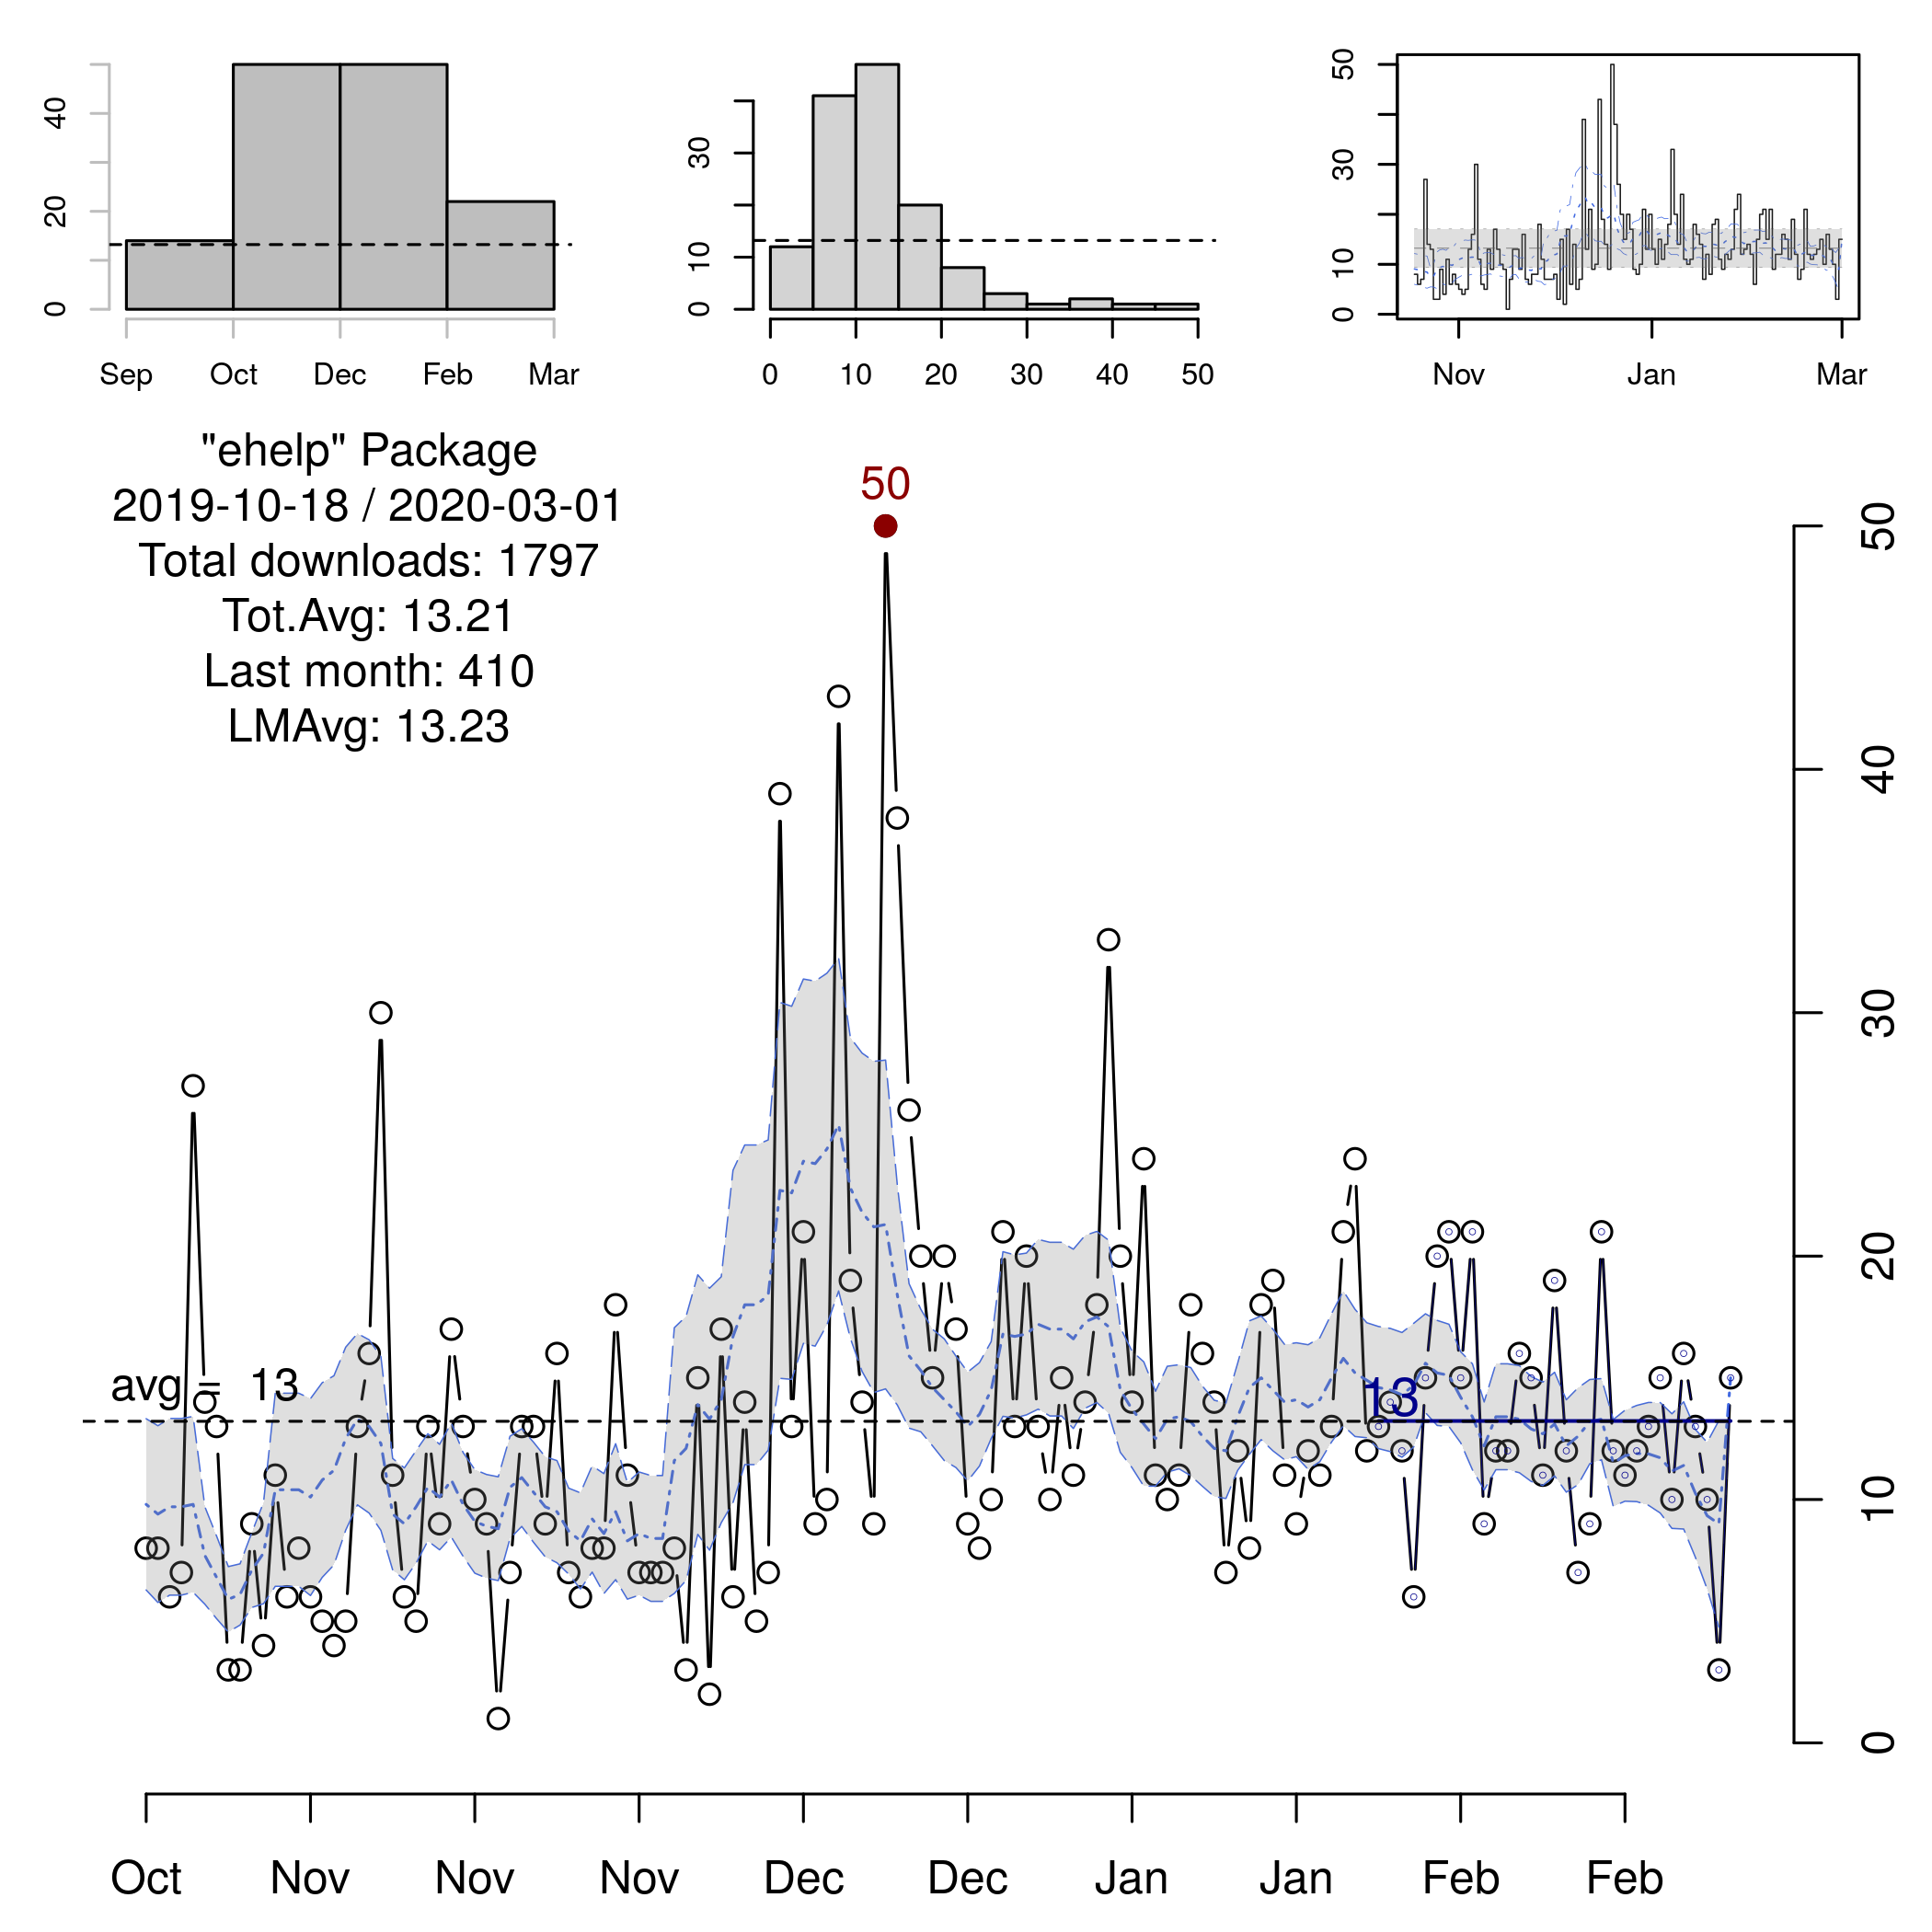 40
20
0
Sep Oct Dec Feb Mar
30
10
0
0 10 20 30 40 50
50
30
10
0
Nov Jan Mar
"ehelp" Package
2019-10-18 / 2020-03-01
Total downloads: 1797
Tot.Avg: 13.21
Last month: 410
LMAvg: 13.23
50
avg = 13
13
50
40
30
20
10
0
Oct Nov Nov Nov Dec Dec Jan Jan Feb Feb